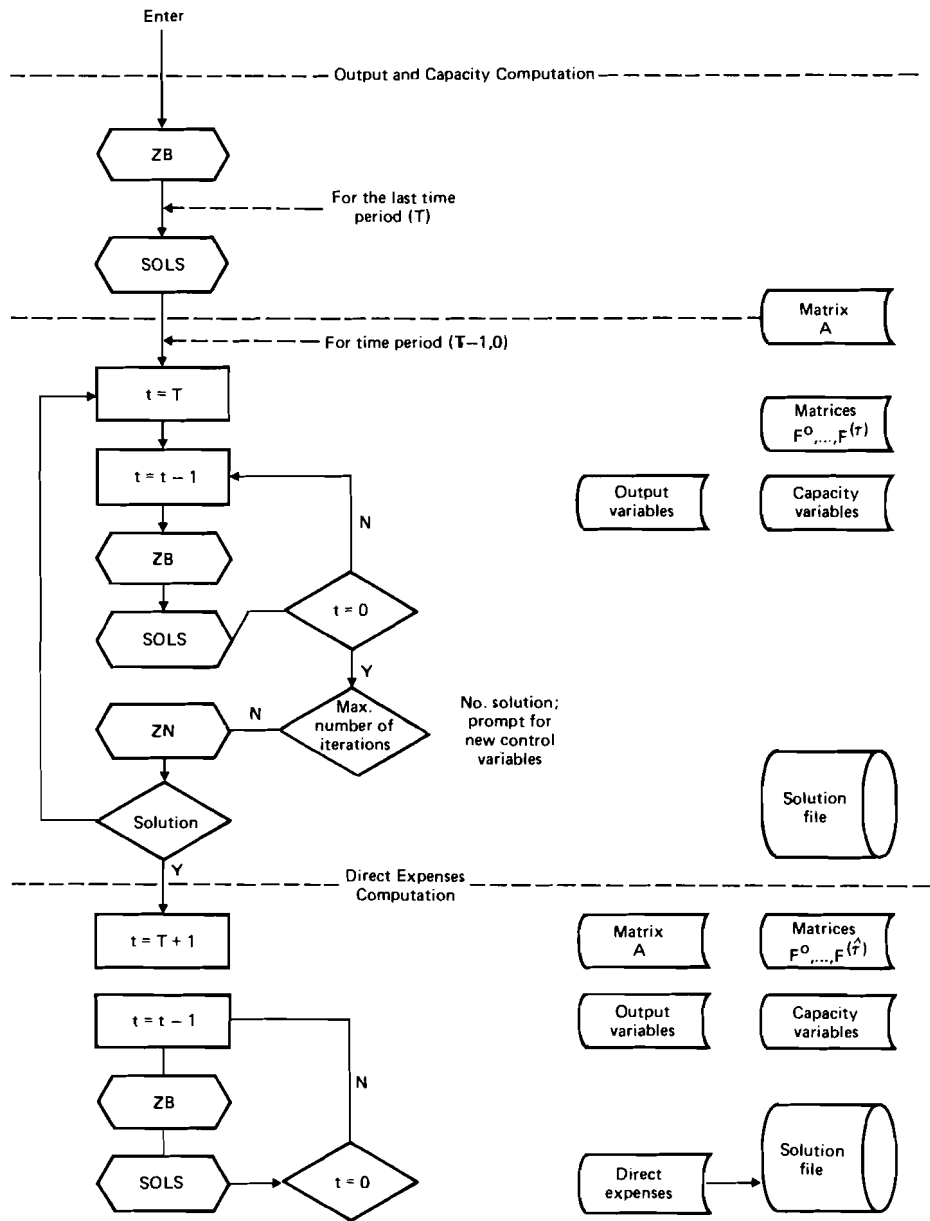 Enter
Output and Capacity Computation
ZB
For the last time
period (T)
SOLS
Matrix
A
For time period (T–1,0)
t = T
Matrices
F⁰,...,F⁽τ⁾
t = t – 1
N
Output
variables
Capacity
variables
ZB
t = 0
SOLS
Y
Max.
number of
iterations
N
ZN
No. solution;
prompt for
new control
variables
Solution
file
Solution
Y
Direct Expenses
Computation
t = T + 1
Matrix
A
Matrices
F⁰,...,F⁽τ̂⁾
t = t – 1
Output
variables
Capacity
variables
N
ZB
Solution
file
SOLS
t = 0
Direct
expenses